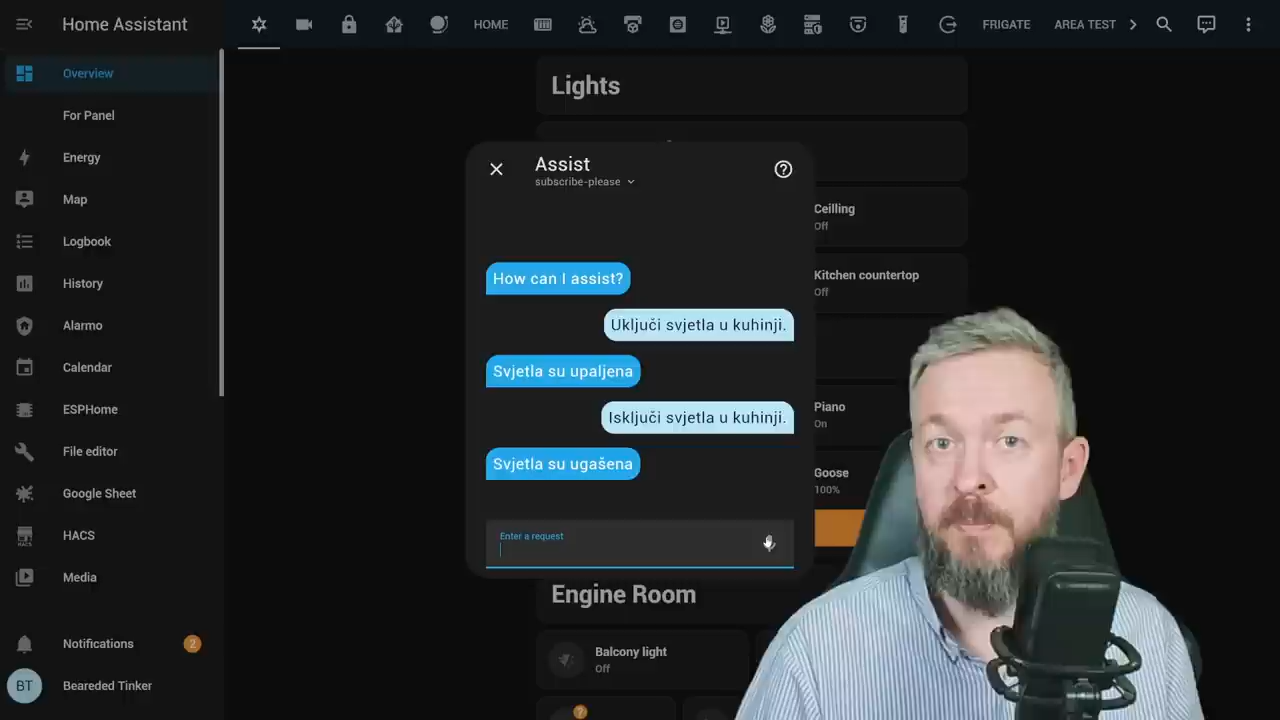 Home Assistant
HOME
FRIGATE
AREA TEST
Overview
For Panel
Energy
Map
Logbook
History
Alarmo
Calendar
ESPHome
File editor
Google Sheet
HACS
HACS
Media
Notifications
2
BT
Beareded Tinker
Lights
Assist
subscribe-please
How can I assist?
Uključi svjetla u kuhinji.
Svjetla su upaljena
Isključi svjetla u kuhinji.
Svjetla su ugašena
Enter a request
Ceilling
Off
Kitchen countertop
Off
Piano
On
Goose
100%
Engine Room
Balcony light
Off
?